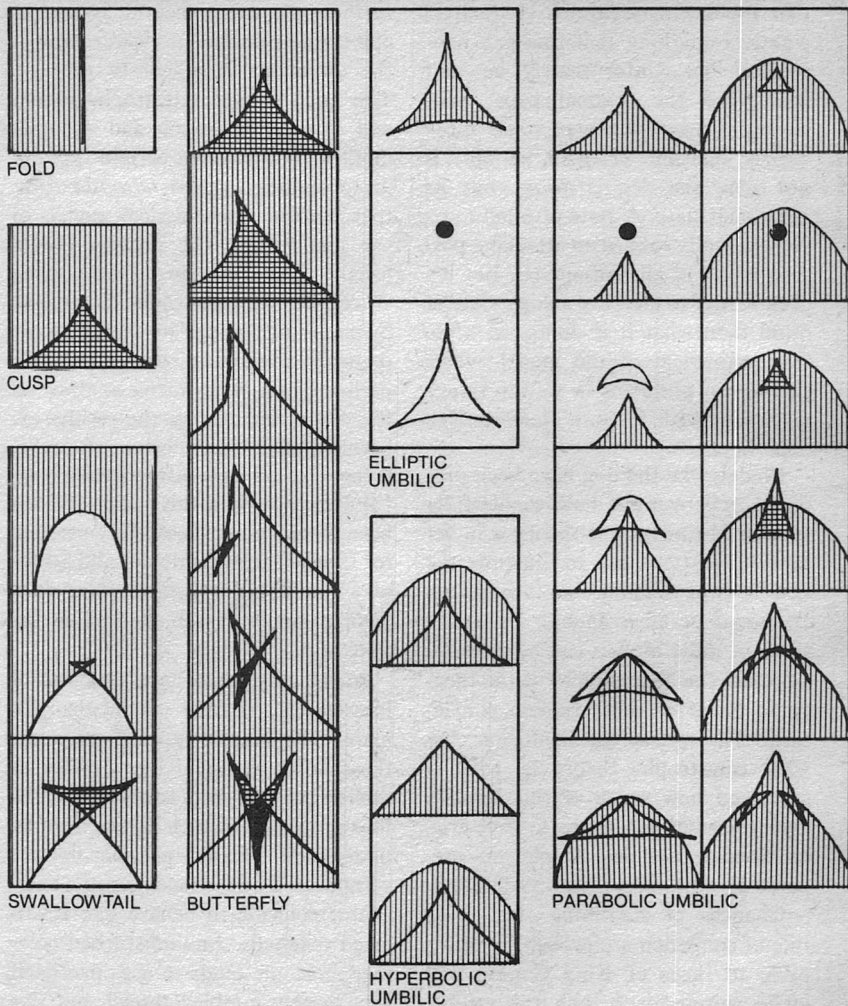 FOLD
CUSP
SWALLOWTAIL
BUTTERFLY
ELLIPTIC
UMBILIC
HYPERBOLIC
UMBILIC
PARABOLIC UMBILIC